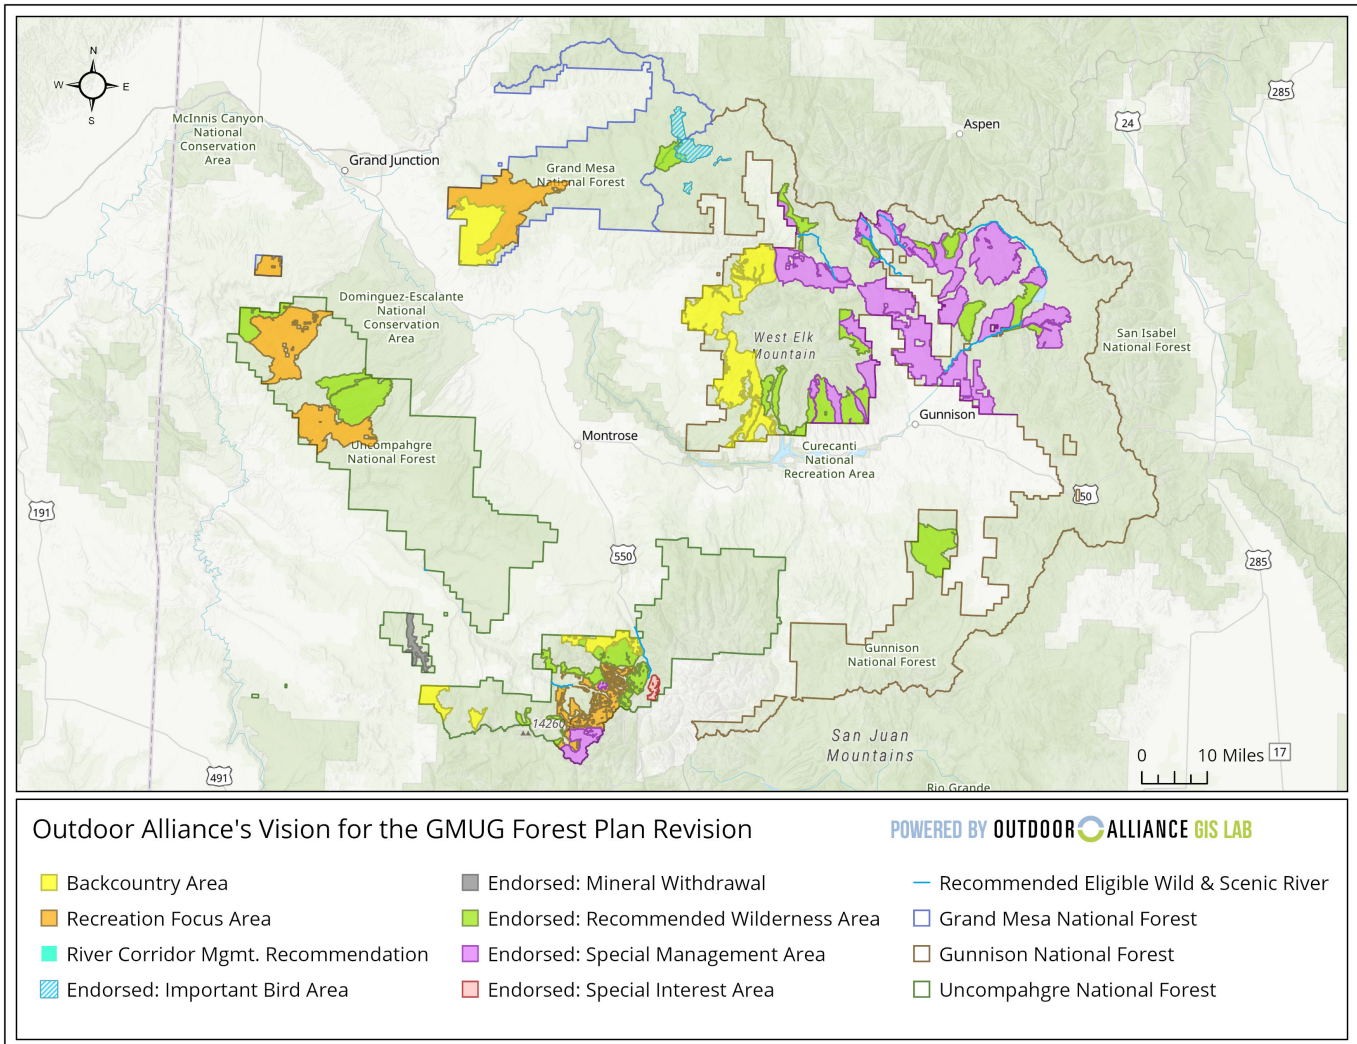 N
W
E
S
McInnis Canyon
National
Conservation
Area
Grand Junction
Grand Mesa
National Forest
Aspen
285
24
Dominguez-Escalante
National
Conservation
Area
West Elk
Mountain
San Isabel
National Forest
Gunnison
Montrose
Uncompahgre
National Forest
Curecanti
National
Recreation Area
50
191
550
285
Gunnison
National Forest
14260
San Juan
Mountains
0
10 Miles
17
491
Rio Grande
Outdoor Alliance's Vision for the GMUG Forest Plan Revision
POWERED BY OUTDOOR ALLIANCE GIS LAB
Backcountry Area
Recreation Focus Area
River Corridor Mgmt. Recommendation
Endorsed: Important Bird Area
Endorsed: Mineral Withdrawal
Endorsed: Recommended Wilderness Area
Endorsed: Special Management Area
Endorsed: Special Interest Area
Recommended Eligible Wild & Scenic River
Grand Mesa National Forest
Gunnison National Forest
Uncompahgre National Forest